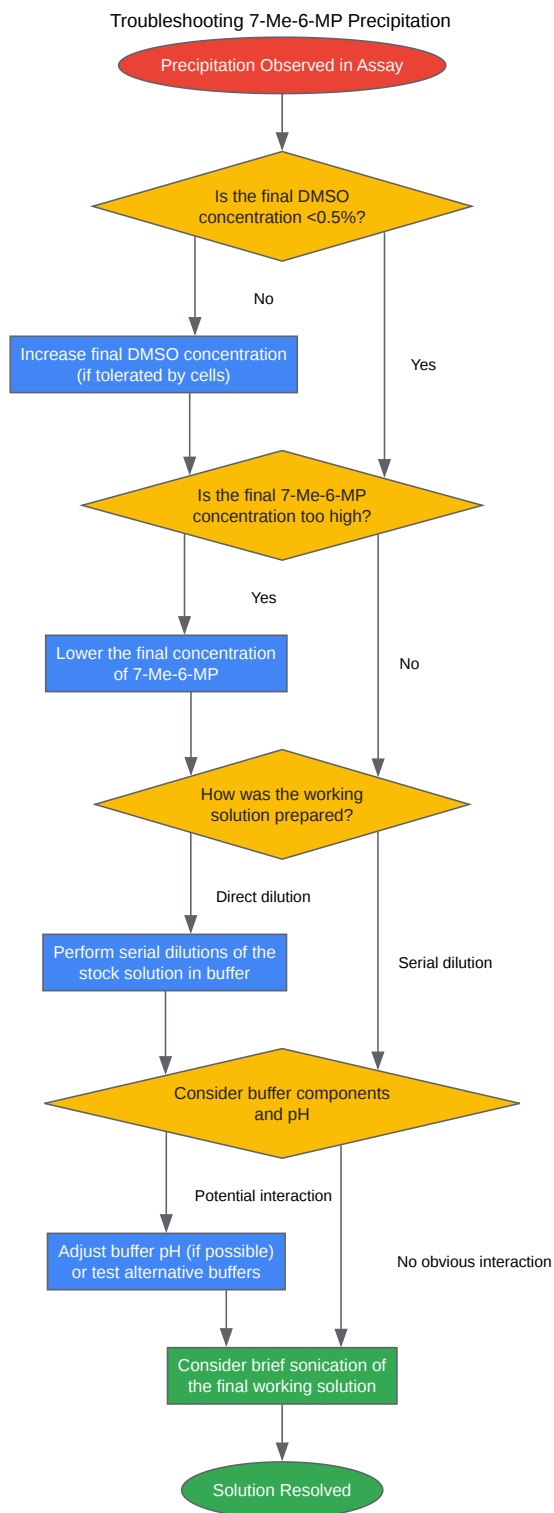 Troubleshooting 7-Me-6-MP Precipitation
Precipitation Observed in Assay
Is the final DMSO
concentration <0.5%?
No
Yes
Increase final DMSO concentration
(if tolerated by cells)
Is the final 7-Me-6-MP
concentration too high?
Yes
No
Lower the final concentration
of 7-Me-6-MP
How was the working
solution prepared?
Direct dilution
Serial dilution
Perform serial dilutions of the
stock solution in buffer
Consider buffer components
and pH
Potential interaction
No obvious interaction
Adjust buffer pH (if possible)
or test alternative buffers
Consider brief sonication of
the final working solution
Solution Resolved